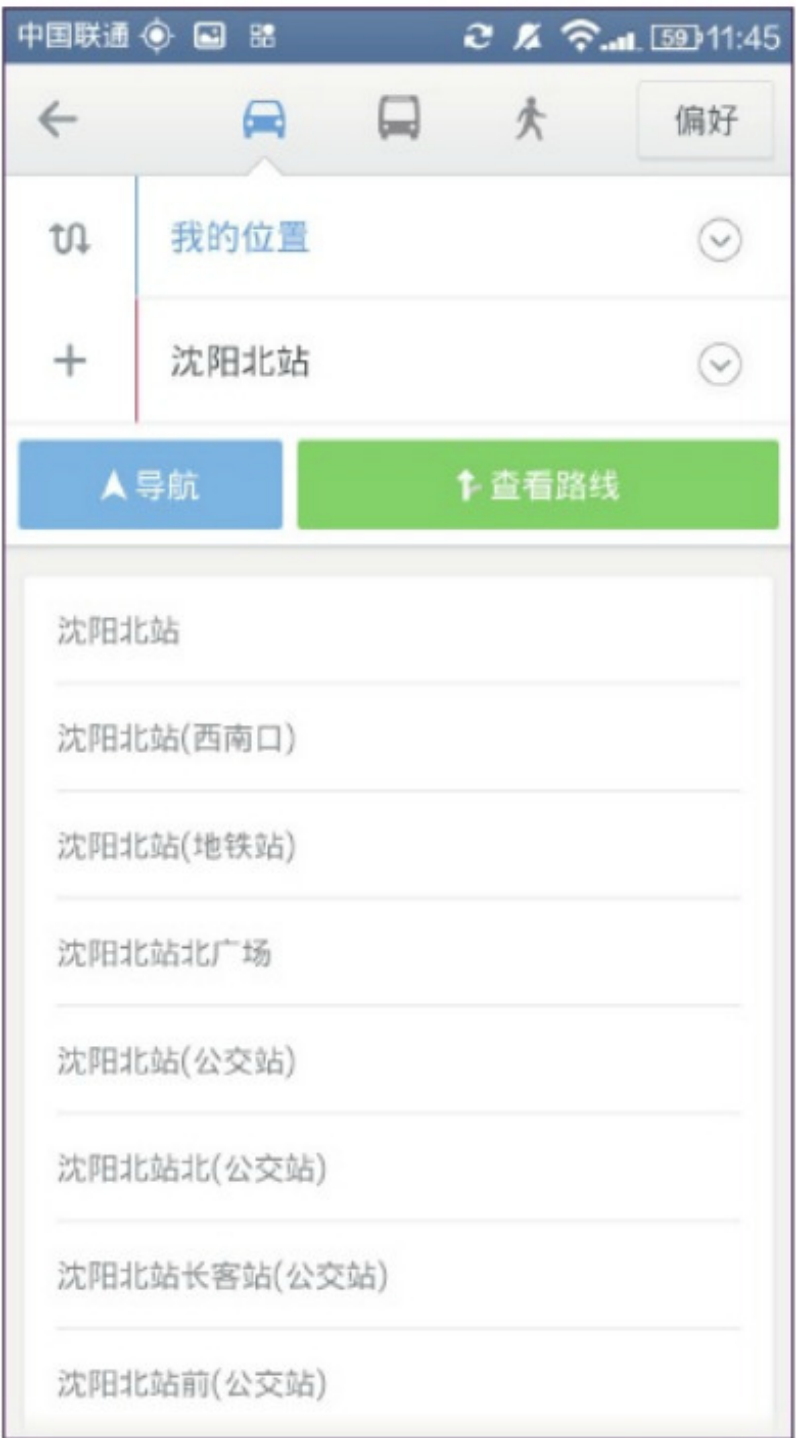 中国联通 59 11:45
偏好
我的位置
沈阳北站
导航 查看路线
沈阳北站
沈阳北站(西南口)
沈阳北站(地铁站)
沈阳北站北广场
沈阳北站(公交站)
沈阳北站北(公交站)
沈阳北站长客站(公交站)
沈阳北站前(公交站)